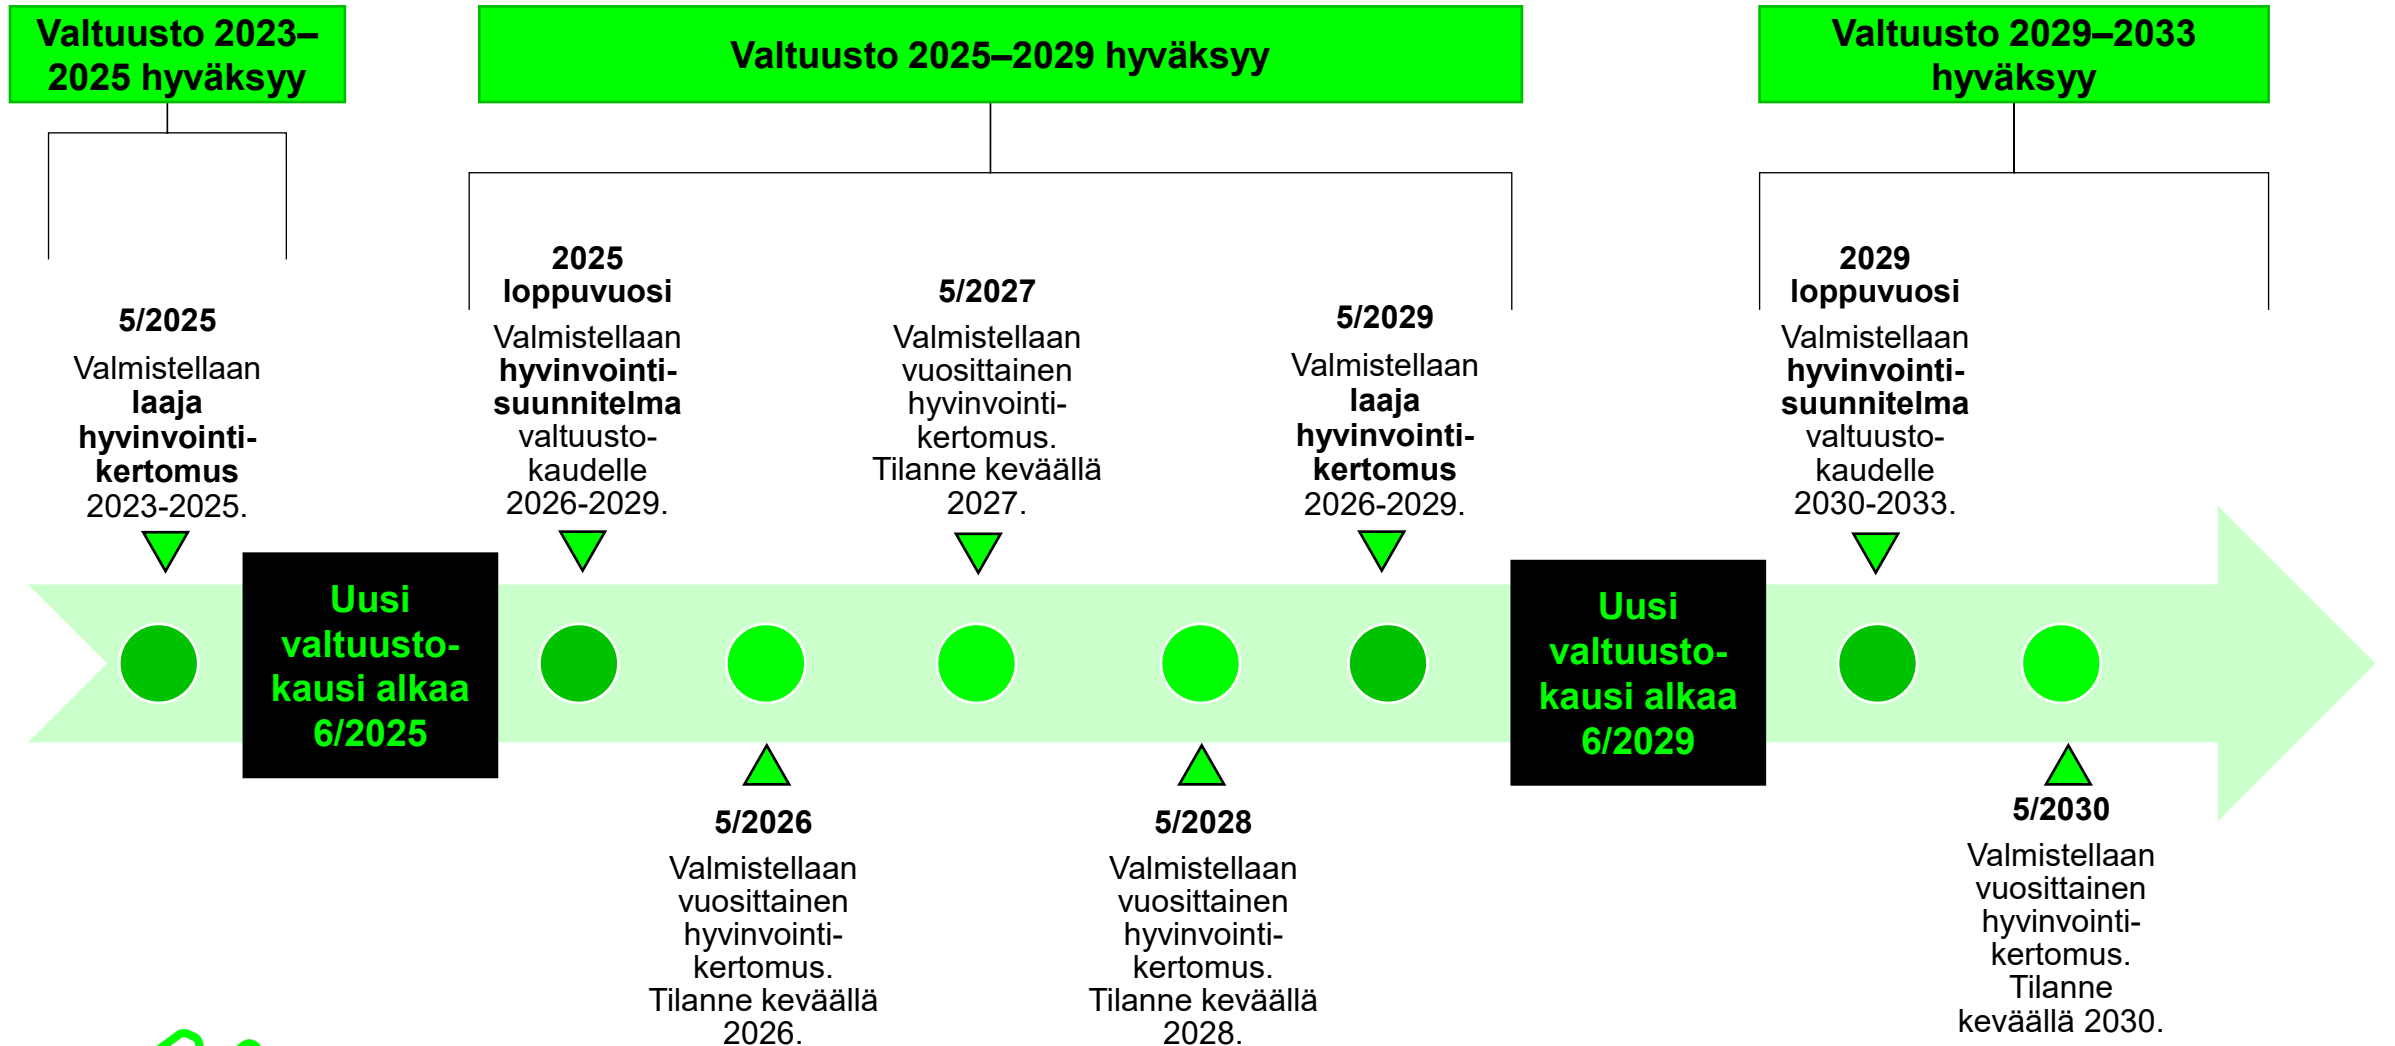 Valtuusto 2023–
2025 hyväksyy
Valtuusto 2025–2029 hyväksyy
Valtuusto 2029–2033
hyväksyy
5/2025
Valmistellaan
laaja
hyvinvointi-
kertomus
2023-2025.
2025
loppuvuosi
Valmistellaan
hyvinvointi-
suunnitelma
valtuusto-
kaudelle
2026-2029.
5/2027
Valmistellaan
vuosittainen
hyvinvointi-
kertomus.
Tilanne keväällä
2027.
5/2029
Valmistellaan
laaja
hyvinvointi-
kertomus
2026-2029.
2029
loppuvuosi
Valmistellaan
hyvinvointi-
suunnitelma
valtuusto-
kaudelle
2030-2033.
Uusi
valtuusto-
kausi alkaa
6/2025
Uusi
valtuusto-
kausi alkaa
6/2029
5/2026
Valmistellaan
vuosittainen
hyvinvointi-
kertomus.
Tilanne keväällä
2026.
5/2028
Valmistellaan
vuosittainen
hyvinvointi-
kertomus.
Tilanne keväällä
2028.
5/2030
Valmistellaan
vuosittainen
hyvinvointi-
kertomus.
Tilanne
keväällä 2030.